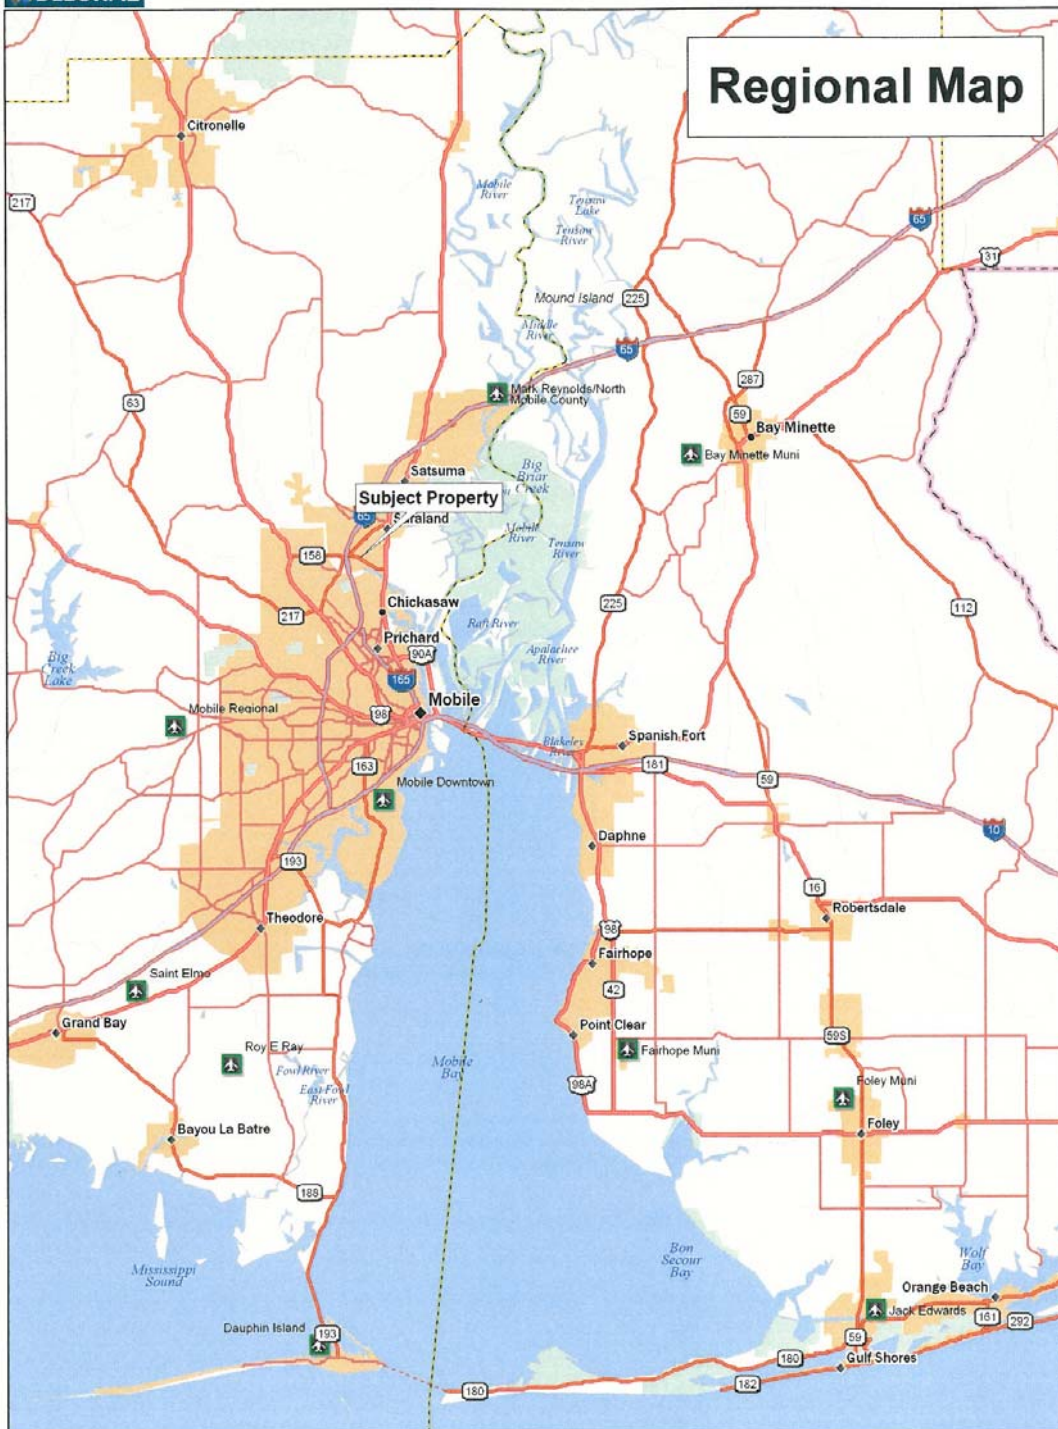 DELORME
Regional Map
Citronelle
217
Mobile
River
Tensaw
Lake
Tensaw
River
65
31
Mound Island
225
Middle
River
65
287
63
Mark Reynolds/North
Mobile County
59
Bay Minette
Bay Minette Muni
Satsuma
Big
Briar
Creek
Subject Property
65
Saraland
Mobile
River
Tensaw
River
158
225
112
217
Chickasaw
Raft River
Prichard
90A
Apalachee
River
Big
Creek
Lake
165
Mobile
Mobile Regional
98
Spanish Fort
Blakeley
River
163
181
59
Mobile Downtown
10
Daphne
193
16
Robertsdale
Theodore
98
Fairhope
Saint Elmo
42
Grand Bay
Point Clear
59S
Roy E Ray
Fairhope Muni
Fowl River
Mobile
Bay
East Fowl
River
98A
Foley Muni
Bayou La Batre
Foley
188
Mississippi
Sound
Bon
Secour
Bay
Wolf
Bay
Orange Beach
Jack Edwards
161
292
Dauphin Island
193
59
180
Gulf Shores
180
182